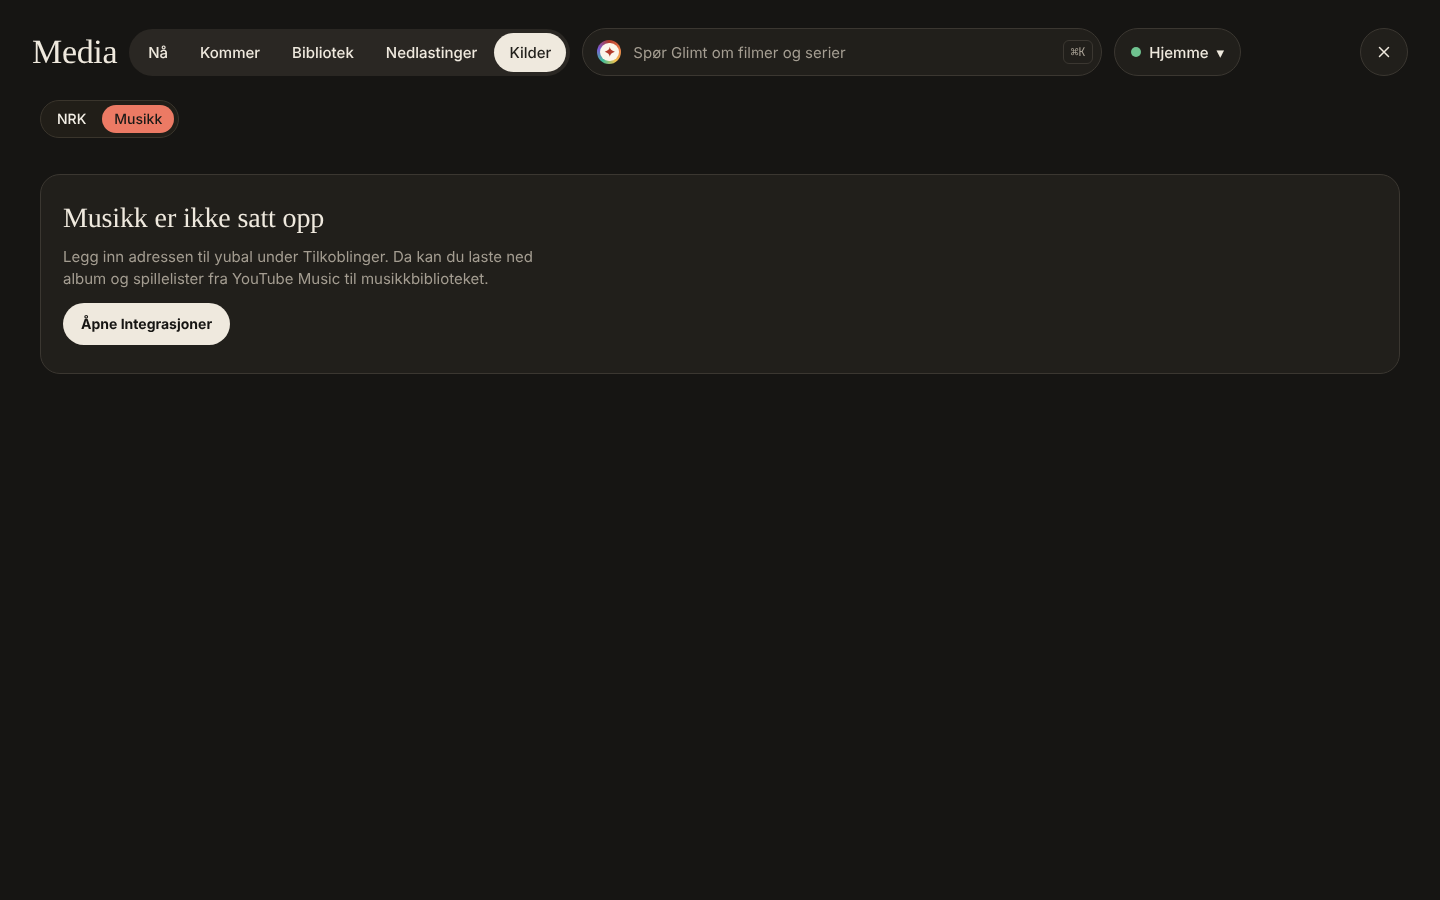 Media
Nå
Kommer
Bibliotek
Nedlastinger
Kilder
Spør Glimt om filmer og serier
⌘K
Hjemme ▾
NRK
Musikk
Musikk er ikke satt opp
Legg inn adressen til yubal under Tilkoblinger. Da kan du laste ned
album og spillelister fra YouTube Music til musikkbiblioteket.
Åpne Integrasjoner